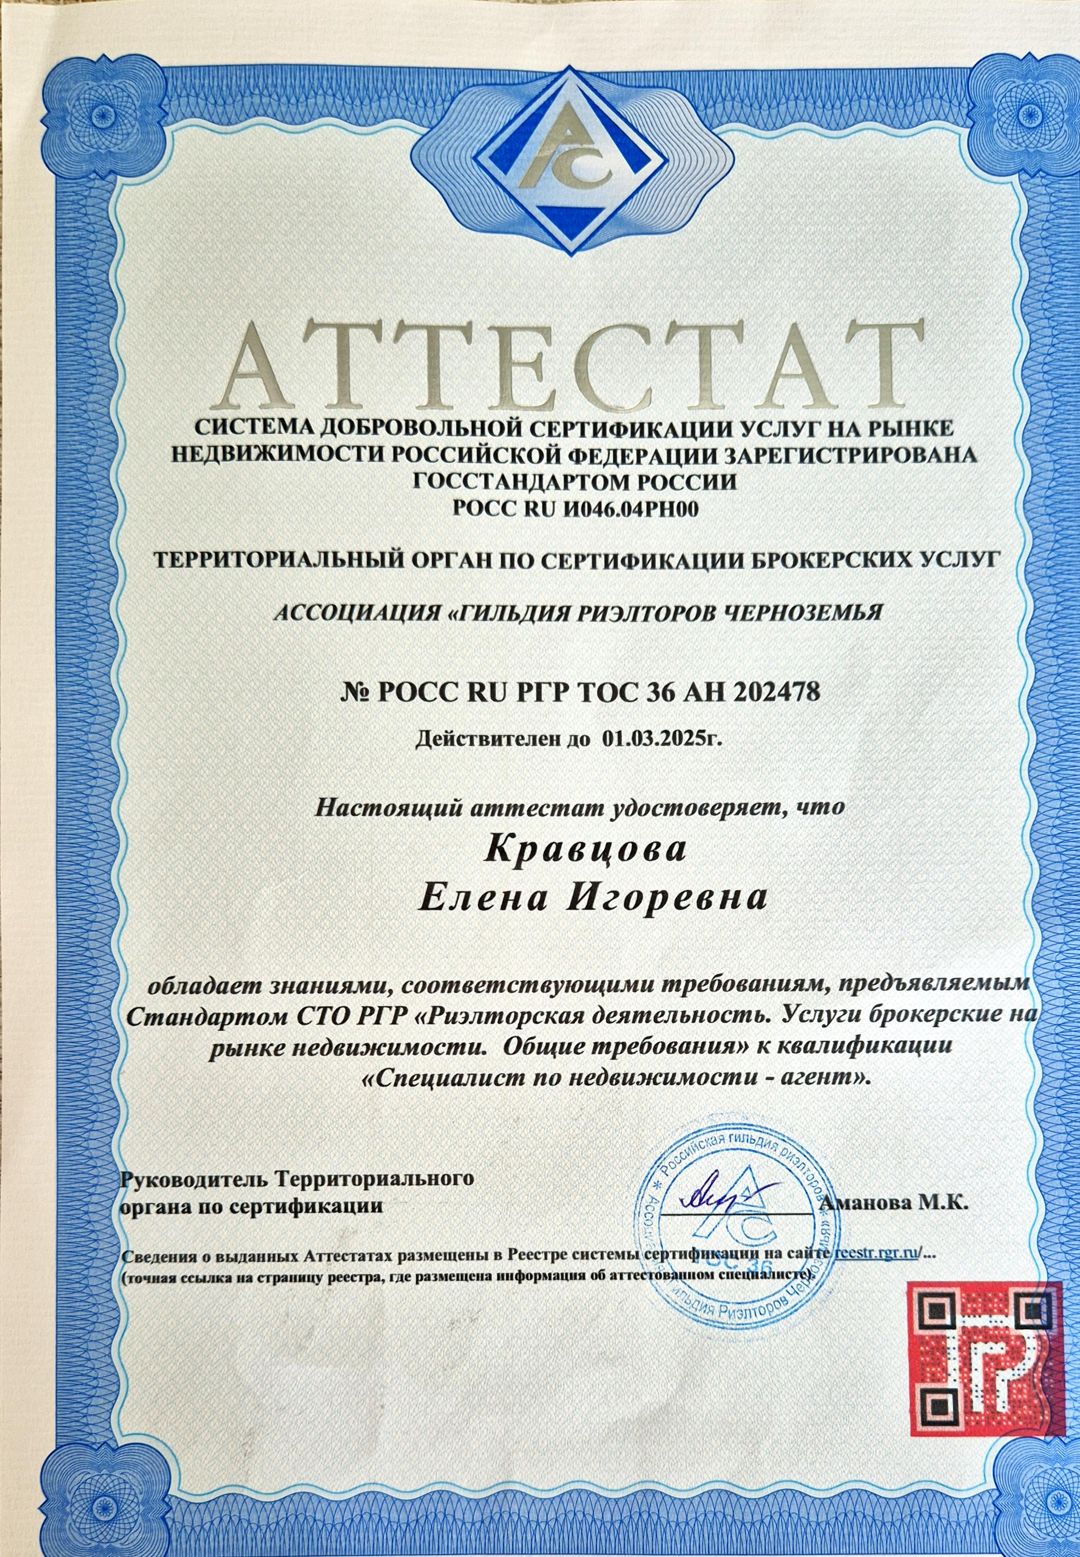 АС
АТТЕСТАТ
СИСТЕМА ДОБРОВОЛЬНОЙ СЕРТИФИКАЦИИ УСЛУГ НА РЫНКЕ
НЕДВИЖИМОСТИ РОССИЙСКОЙ ФЕДЕРАЦИИ ЗАРЕГИСТРИРОВАНА
ГОССТАНДАРТОМ РОССИИ
РОСС RU И046.04РН00
ТЕРРИТОРИАЛЬНЫЙ ОРГАН ПО СЕРТИФИКАЦИИ БРОКЕРСКИХ УСЛУГ
АССОЦИАЦИЯ «ГИЛЬДИЯ РИЭЛТОРОВ ЧЕРНОЗЕМЬЯ
№ РОСС RU РГР ТОС 36 АН 202478
Действителен до 01.03.2025г.
Настоящий аттестат удостоверяет, что
Кравцова
Елена Игоревна
обладает знаниями, соответствующими требованиям, предъявляемым
Стандартом СТО РГР «Риэлторская деятельность. Услуги брокерские на
рынке недвижимости. Общие требования» к квалификации
«Специалист по недвижимости - агент».
Руководитель Территориального
органа по сертификации
Аманова М.К.
Российская гильдия риэлторов
Гильдия Риэлторов
АС
ТОС 36
Сведения о выданных Аттестатах размещены в Реестре системы сертификации на сайте reestr.rgr.ru/...
(точная ссылка на страницу реестра, где размещена информация об аттестованном специалисте).